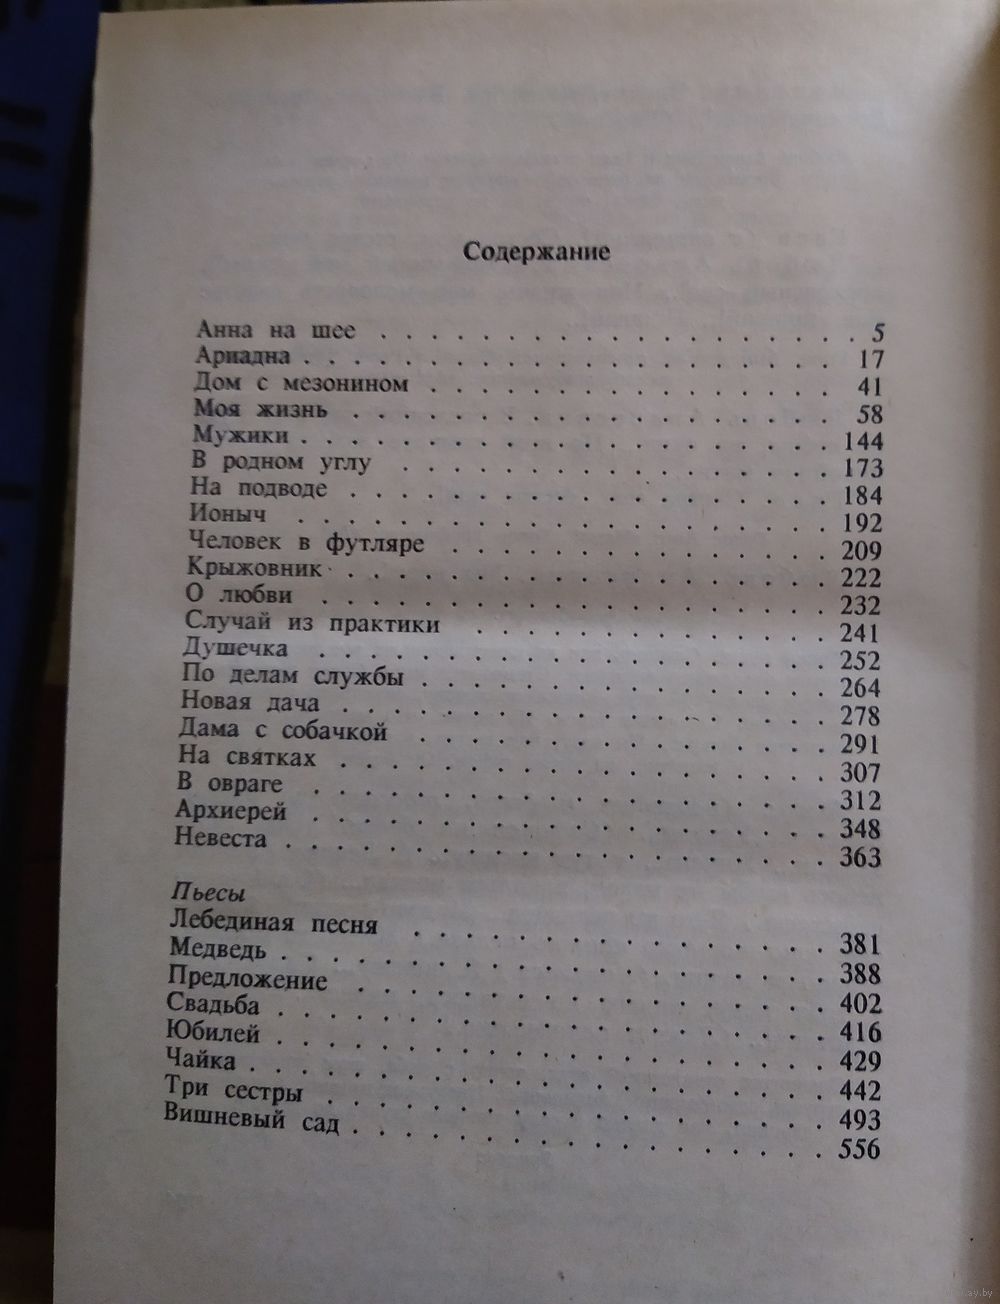 Содержание
Анна на шее . . . . . . . . . . . . . . . . . . . 5
Ариадна . . . . . . . . . . . . . . . . . . . . . 17
Дом с мезонином . . . . . . . . . . . . . . . . 41
Моя жизнь . . . . . . . . . . . . . . . . . . . 58
Мужики . . . . . . . . . . . . . . . . . . . . . 144
В родном углу . . . . . . . . . . . . . . . . . 173
На подводе . . . . . . . . . . . . . . . . . . . 184
Ионыч . . . . . . . . . . . . . . . . . . . . . 192
Человек в футляре . . . . . . . . . . . . . . . 209
Крыжовник . . . . . . . . . . . . . . . . . . . 222
О любви . . . . . . . . . . . . . . . . . . . . 232
Случай из практики . . . . . . . . . . . . . . 241
Душечка . . . . . . . . . . . . . . . . . . . . 252
По делам службы . . . . . . . . . . . . . . . . 264
Новая дача . . . . . . . . . . . . . . . . . . . 278
Дама с собачкой . . . . . . . . . . . . . . . . 291
На святках . . . . . . . . . . . . . . . . . . . 307
В овраге . . . . . . . . . . . . . . . . . . . . 312
Архиерей . . . . . . . . . . . . . . . . . . . . 348
Невеста . . . . . . . . . . . . . . . . . . . . . 363
Пьесы
Лебединая песня . . . . . . . . . . . . . . . . 381
Медведь . . . . . . . . . . . . . . . . . . . . . 388
Предложение . . . . . . . . . . . . . . . . . . 402
Свадьба . . . . . . . . . . . . . . . . . . . . . 416
Юбилей . . . . . . . . . . . . . . . . . . . . . 429
Чайка . . . . . . . . . . . . . . . . . . . . . . 442
Три сестры . . . . . . . . . . . . . . . . . . . 493
Вишневый сад . . . . . . . . . . . . . . . . . . 556